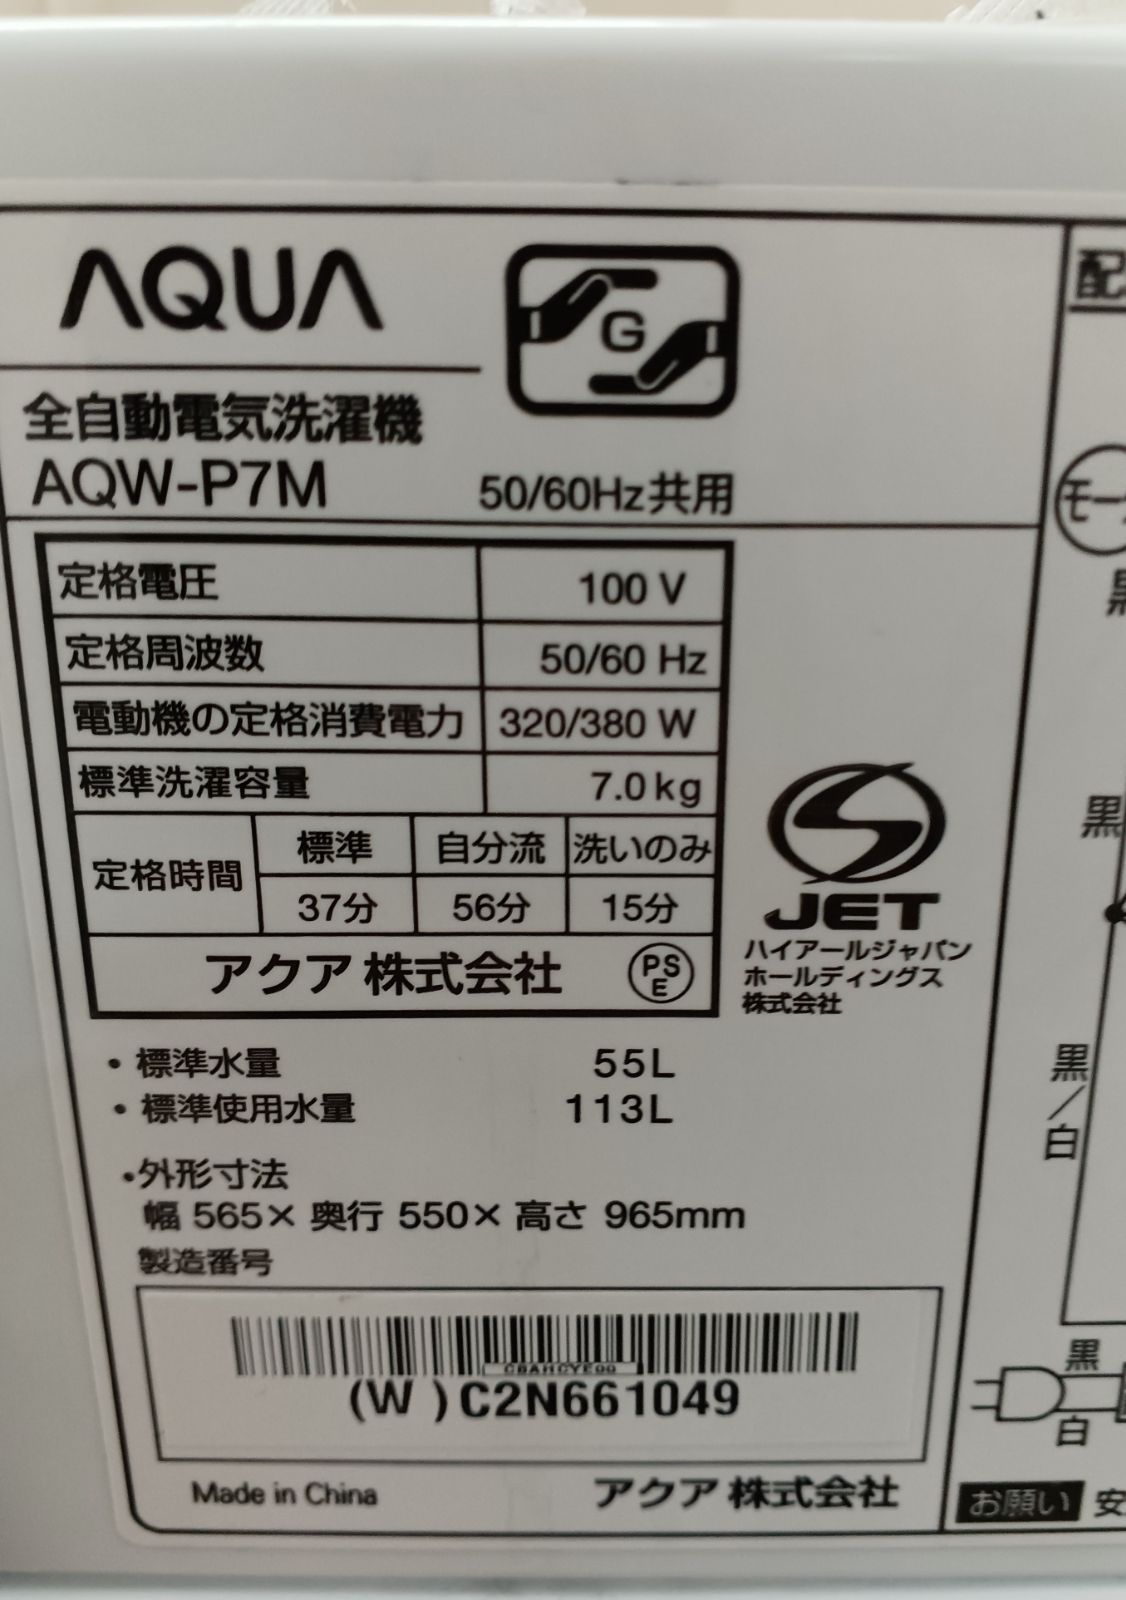 AQUA
G
全自動電気洗濯機
AQW-P7M 50/60Hz共用
定格電圧 100 V
定格周波数 50/60 Hz
電動機の定格消費電力 320/380 W
標準洗濯容量 7.0kg
定格時間 標準 自分流 洗いのみ
37分 56分 15分
アクア 株式会社 PSE
JET
ハイアールジャパン
ホールディングス
株式会社
・標準水量 55L
・標準使用水量 113L
・外形寸法
幅 565× 奥行 550× 高さ 965mm
製造番号
CBAHCYE00
(W )C2N661049
Made in China アクア 株式会社
配
モー
黒
黒
黒/白
黒
白
お願い 安